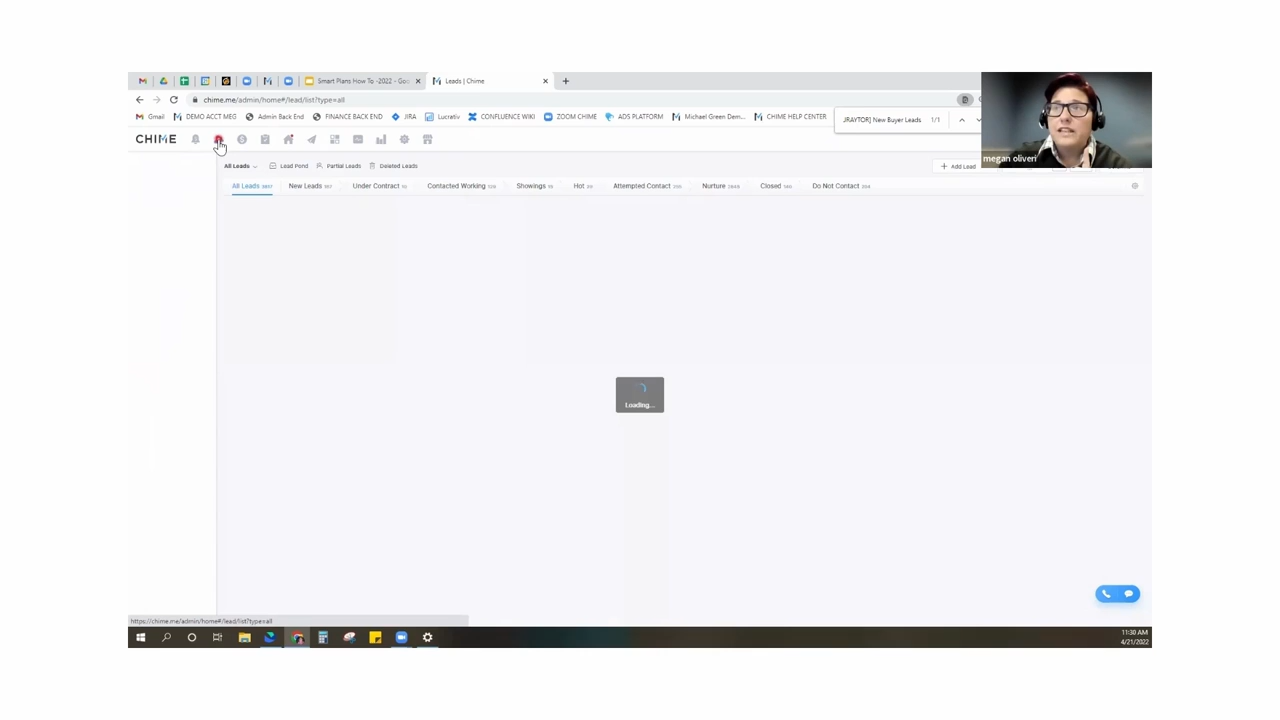 Smart Plans How To -2022 - Goo
Leads | Chime
chime.me/admin/home#/lead/list?type=all
Gmail
DEMO ACCT MEG
Admin Back End
FINANCE BACK END
JIRA
Lucrativ
CONFLUENCE WIKI
ZOOM CHIME
ADS PLATFORM
Michael Green Dem...
CHIME HELP CENTER
JRAYTOR] New Buyer Leads 1/1
megan oliveri
CHIME
All Leads
Lead Pond
Partial Leads
Deleted Leads
+ Add Lead
All Leads
New Leads
Under Contract
Contacted Working
Showings
Hot
Attempted Contact
Nurture
Closed
Do Not Contact
Loading...
https://chime.me/admin/home#/lead/list?type=all
11:30 AM
4/21/2022